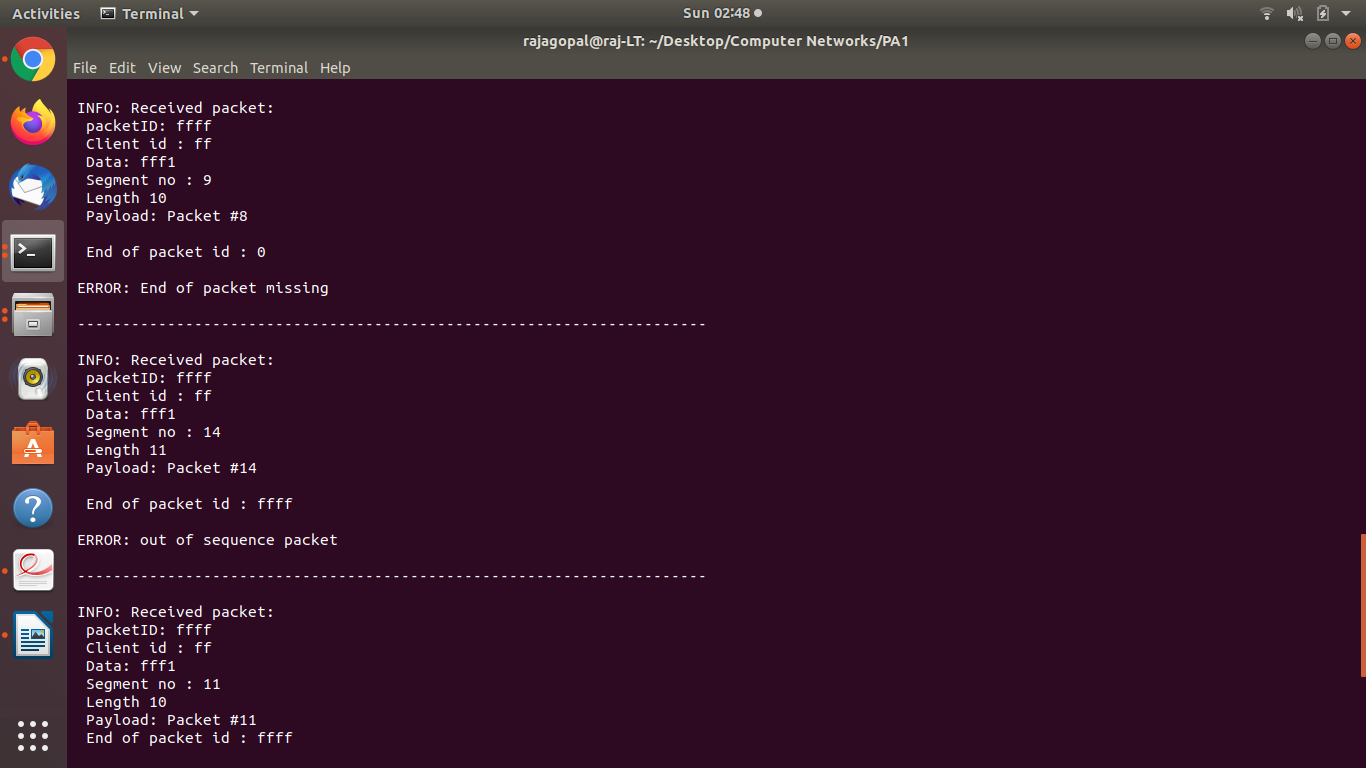 Activities Terminal Sun 02:48
rajagopal@raj-LT: ~/Desktop/Computer Networks/PA1
File Edit View Search Terminal Help
INFO: Received packet:
packetID: ffff
Client id : ff
Data: fff1
Segment no : 9
Length 10
Payload: Packet #8
End of packet id : 0
ERROR: End of packet missing
----------------------------------------------------------------------
INFO: Received packet:
packetID: ffff
Client id : ff
Data: fff1
Segment no : 14
Length 11
Payload: Packet #14
End of packet id : ffff
ERROR: out of sequence packet
----------------------------------------------------------------------
INFO: Received packet:
packetID: ffff
Client id : ff
Data: fff1
Segment no : 11
Length 10
Payload: Packet #11
End of packet id : ffff